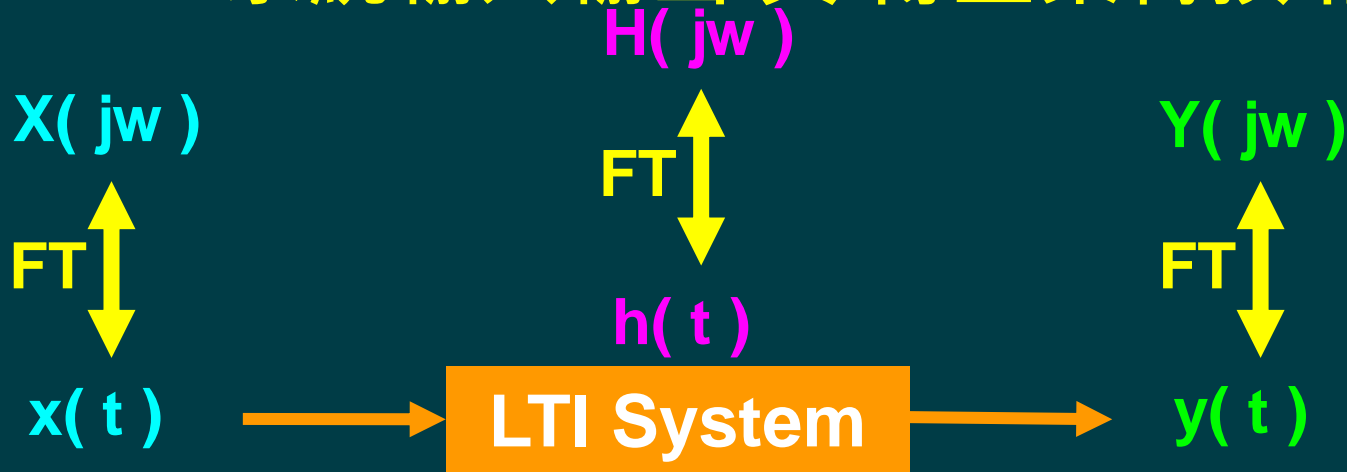 H( jw )
X( jw )
Y( jw )
FT
FT
FT
h( t )
x( t )
LTI System
y( t )